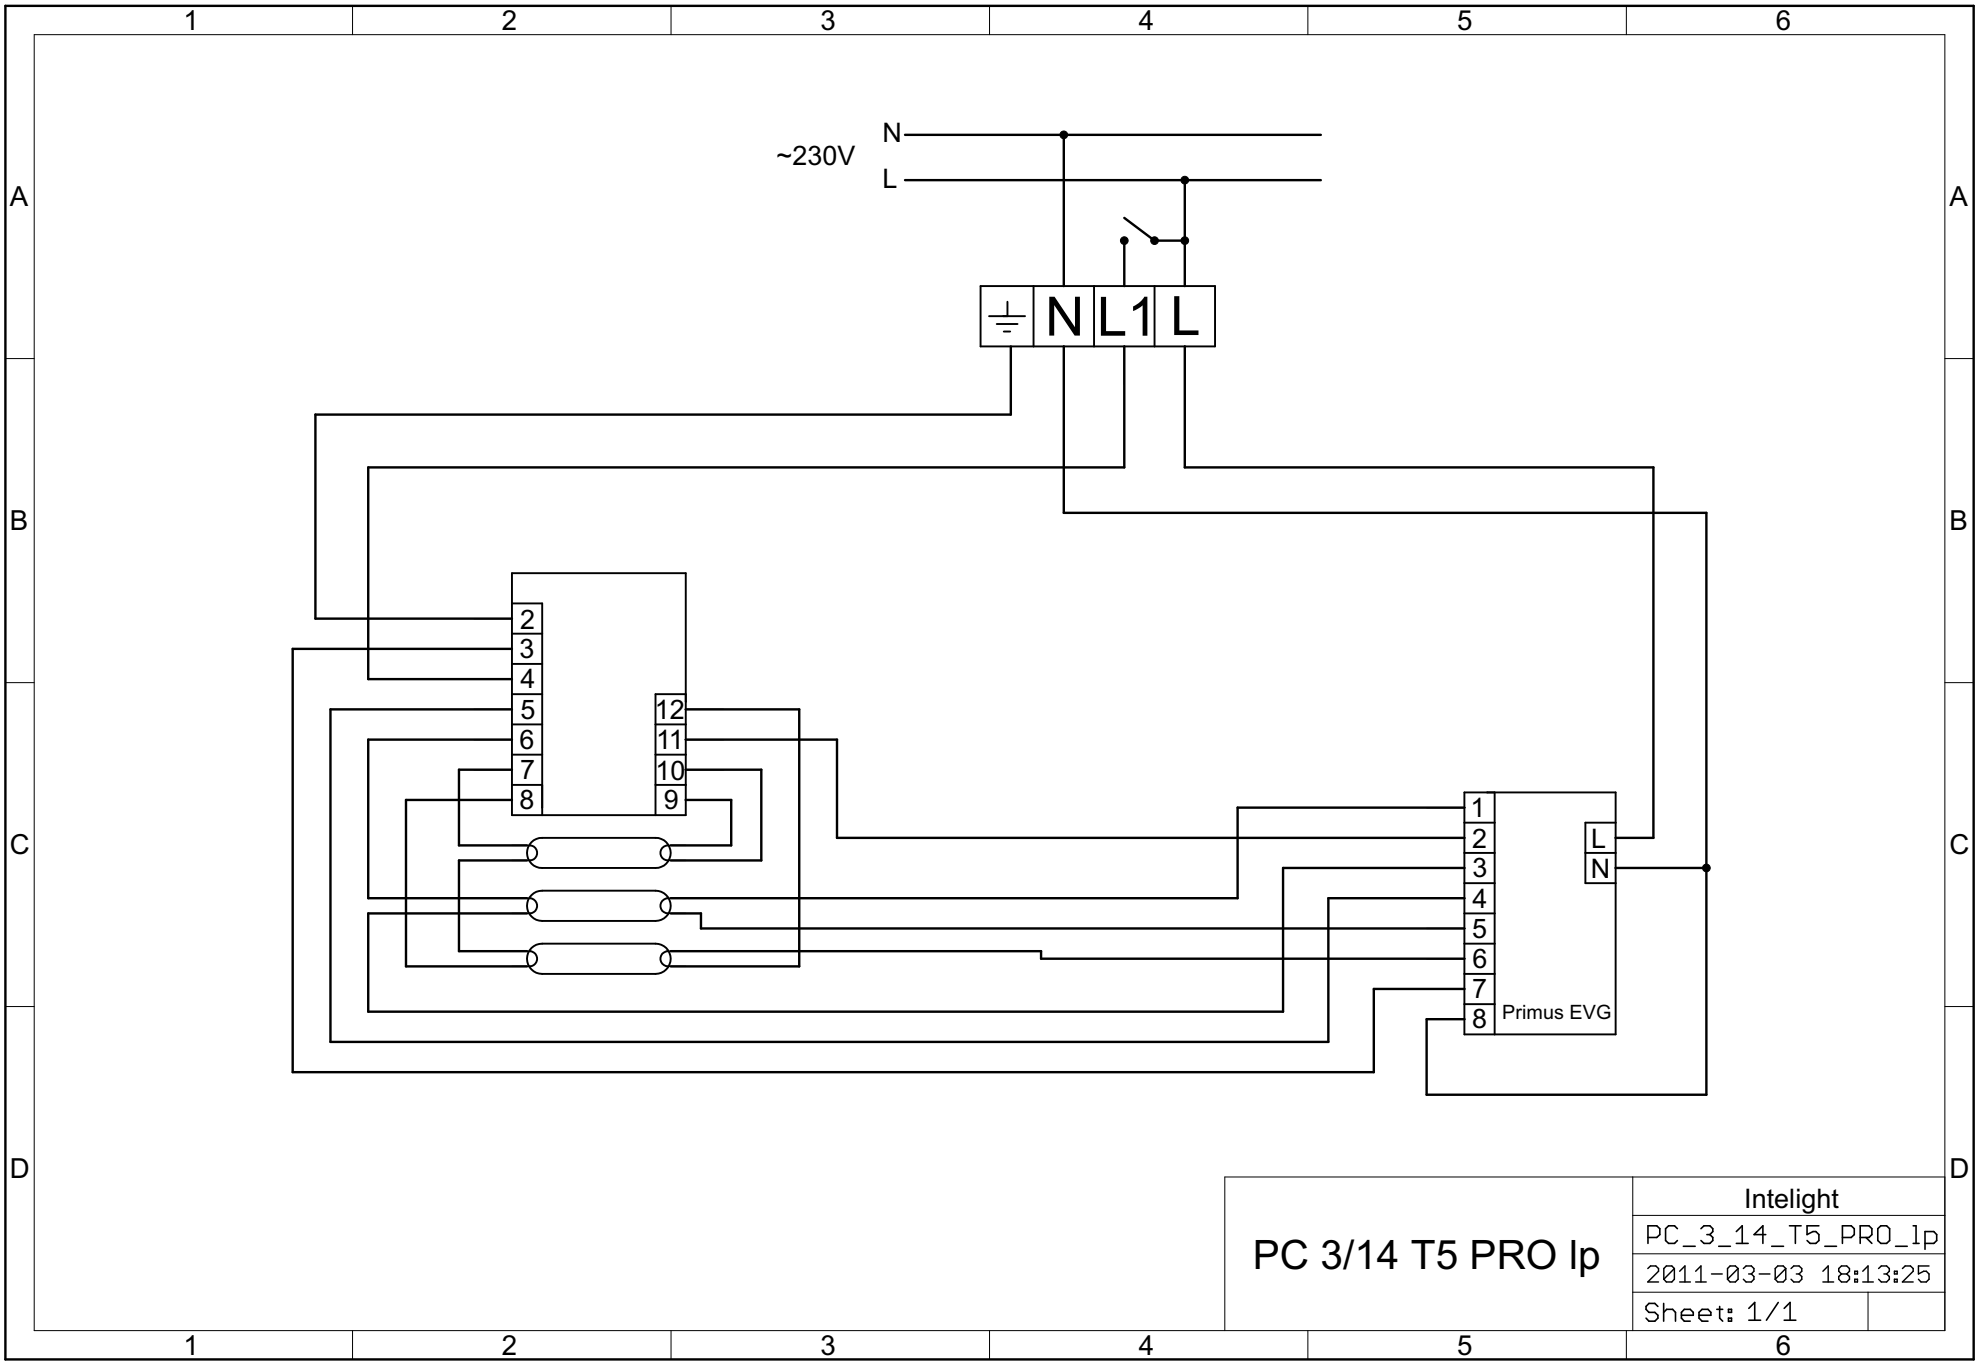 1 2 3 4 5 6
N
~230V
L
A A
N L1 L
B B
2
3
4
5 12
6 11
7 10
8 9
1
2 L
3 N
4
5
6
7
8 Primus EVG
C C
D D
PC 3/14 T5 PRO lp
Intelight
PC_3_14_T5_PRO_lp
2011-03-03 18:13:25
Sheet: 1/1
1 2 3 4 5 6